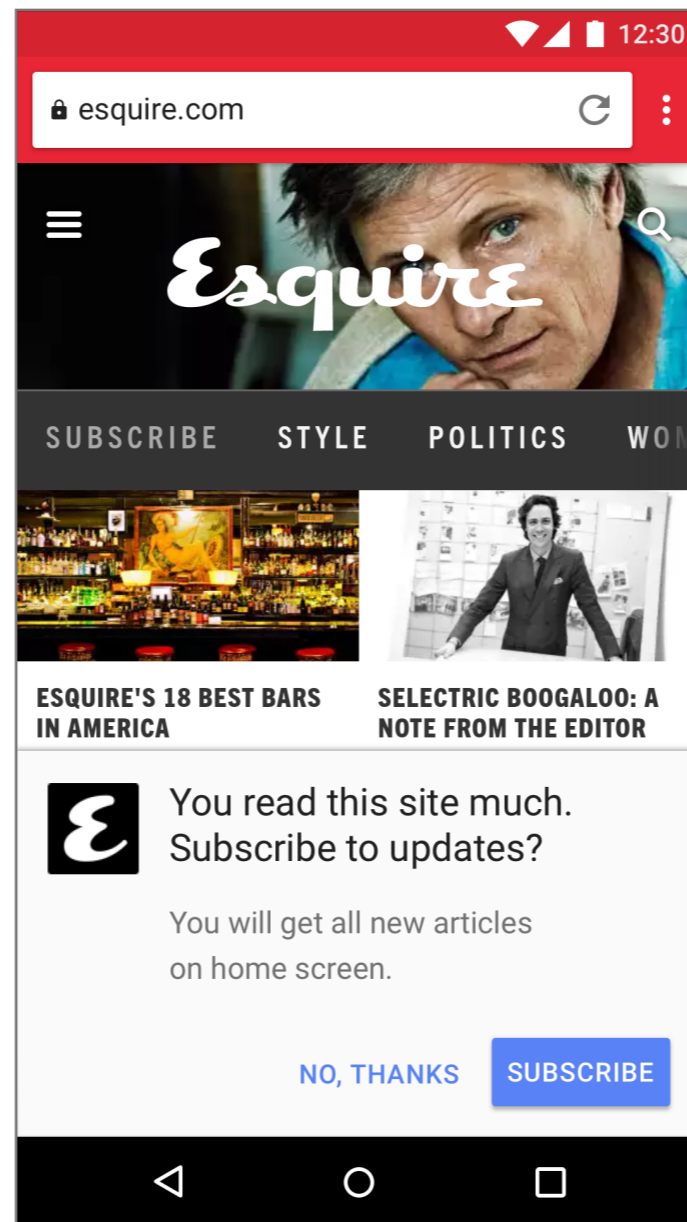 12:30
esquire.com
Esquire
SUBSCRIBE STYLE POLITICS WOM
ESQUIRE'S 18 BEST BARS
IN AMERICA
SELECTRIC BOOGALOO: A
NOTE FROM THE EDITOR
E
You read this site much.
Subscribe to updates?
You will get all new articles
on home screen.
NO, THANKS SUBSCRIBE